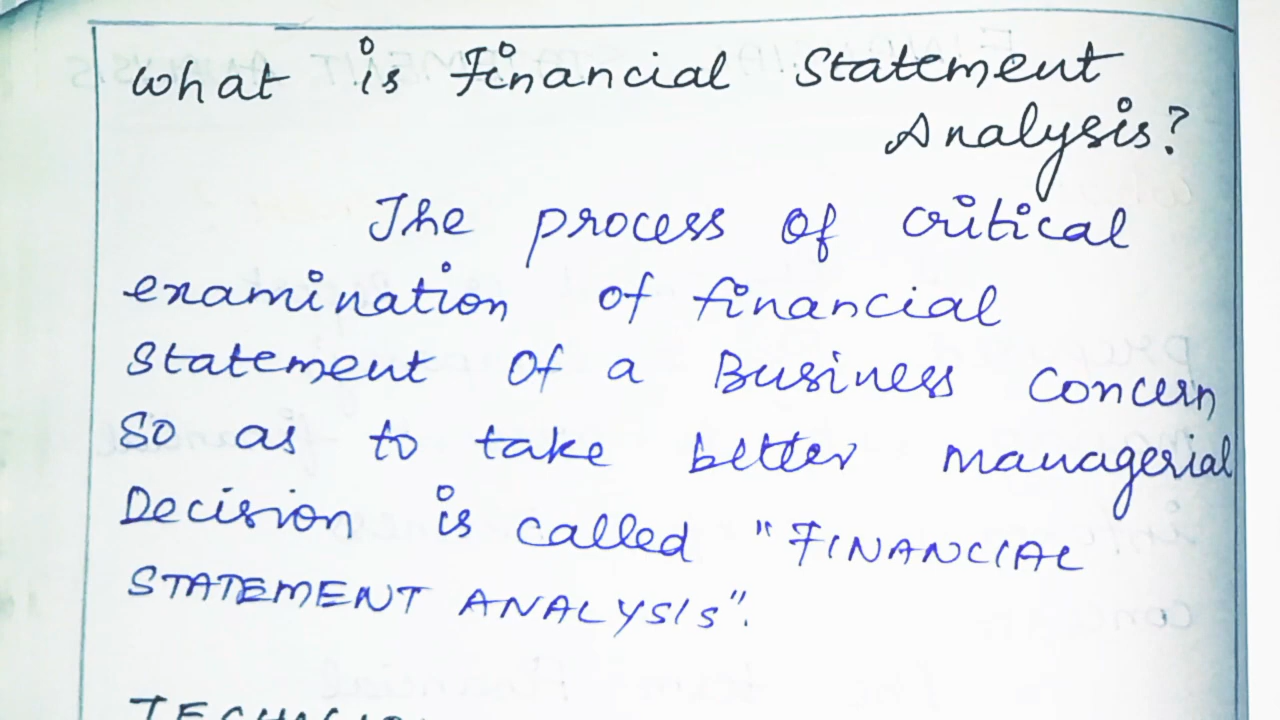 What is Financial Statement
Analysis?
The process of critical
examination of financial
Statement Of a Business Concern
So as to take better managerial
Decision is called "FINANCIAL
STATEMENT ANALYSIS".